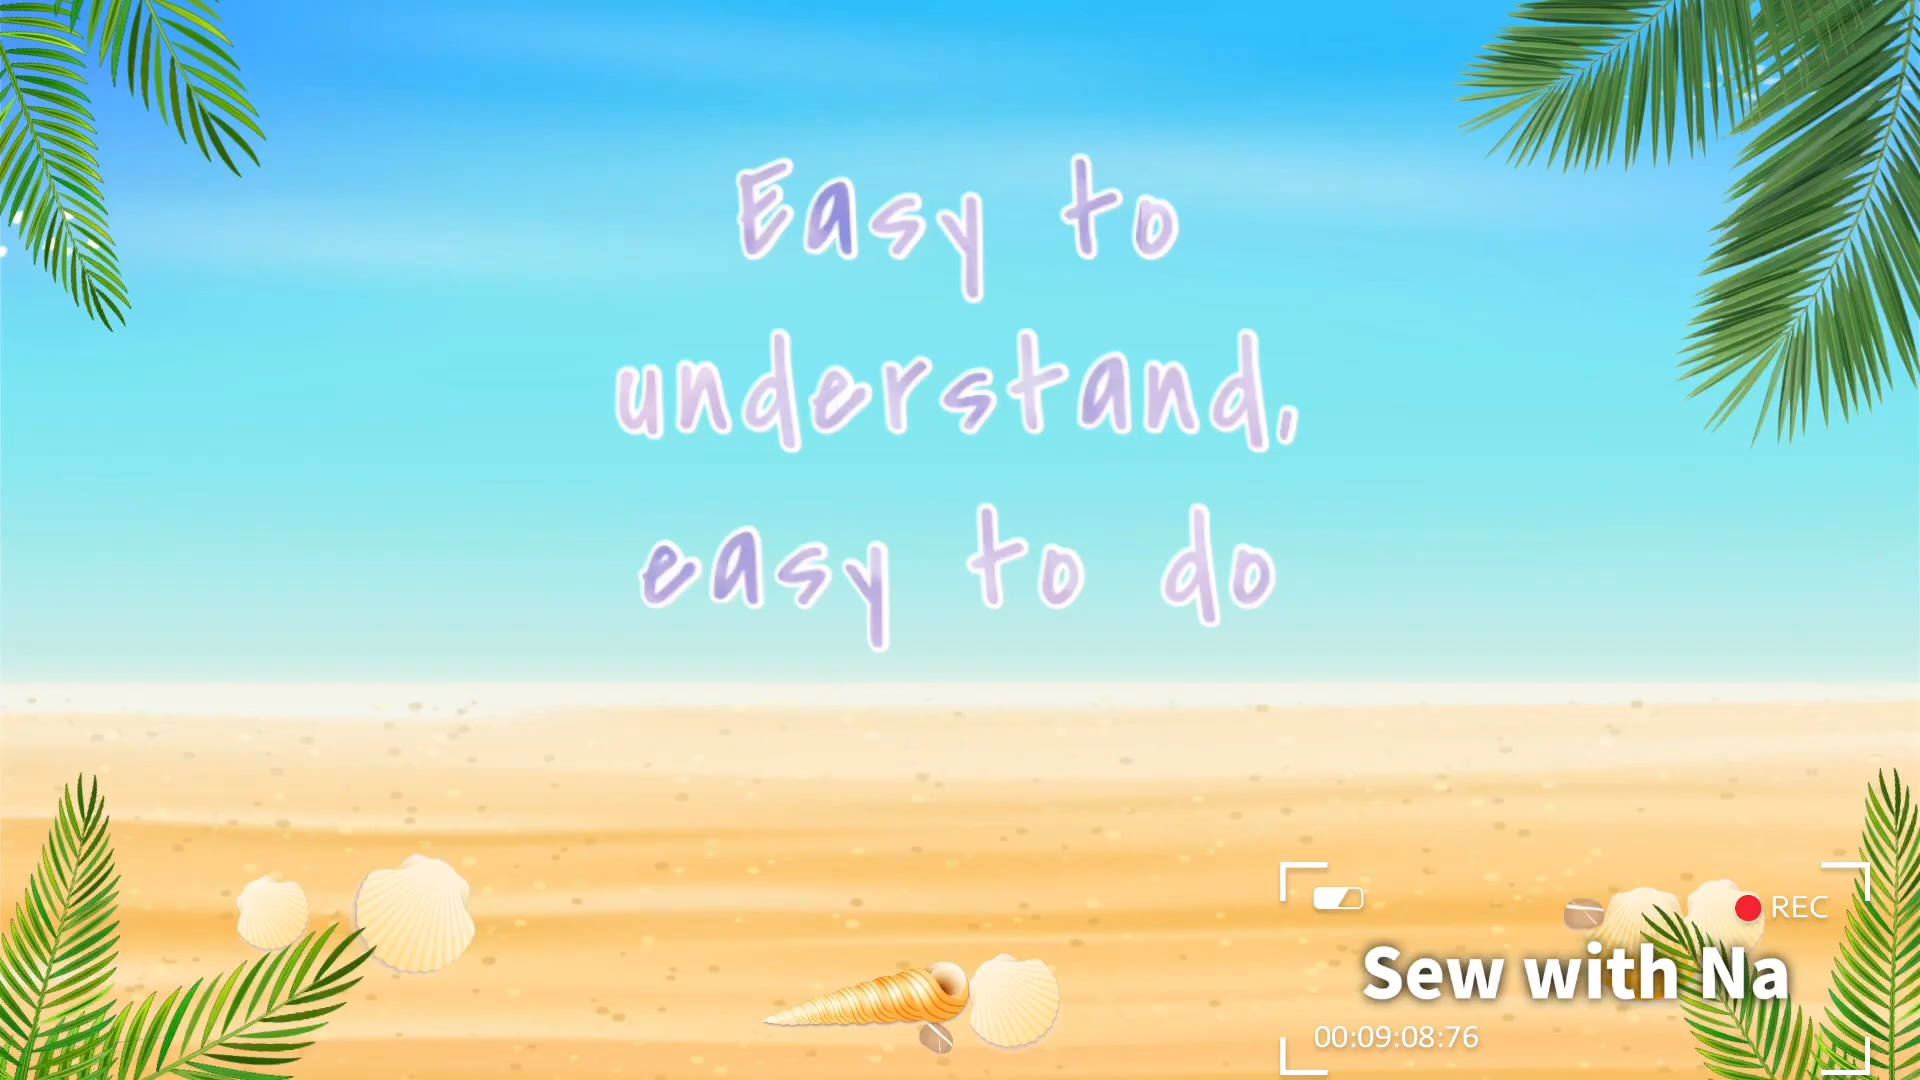 Easy to
understand,
easy to do
REC
Sew with Na
00:09:08:76